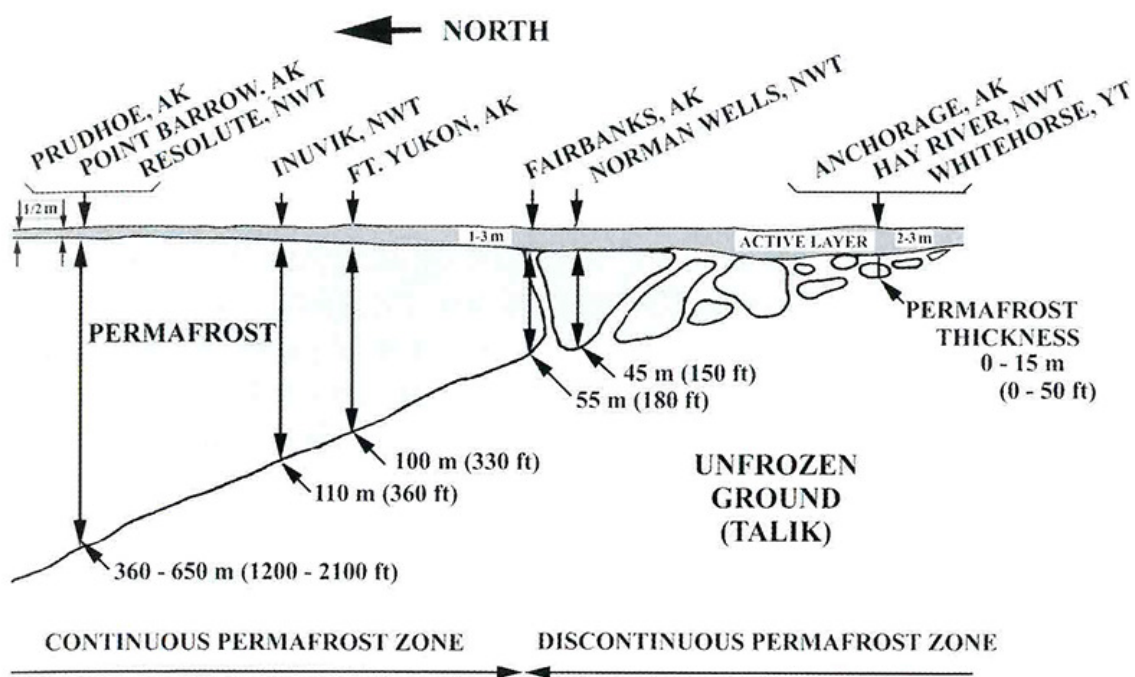 NORTH
PRUDHOE, AK
POINT BARROW, AK
RESOLUTE, NWT
INUVIK, NWT
FT. YUKON, AK
FAIRBANKS, AK
NORMAN WELLS, NWT
ANCHORAGE, AK
HAY RIVER, NWT
WHITEHORSE, YT
1/2 m
1-3 m
ACTIVE LAYER
2-3 m
PERMAFROST
PERMAFROST
THICKNESS
0 - 15 m
(0 - 50 ft)
45 m (150 ft)
55 m (180 ft)
100 m (330 ft)
110 m (360 ft)
360 - 650 m (1200 - 2100 ft)
UNFROZEN
GROUND
(TALIK)
CONTINUOUS PERMAFROST ZONE
DISCONTINUOUS PERMAFROST ZONE